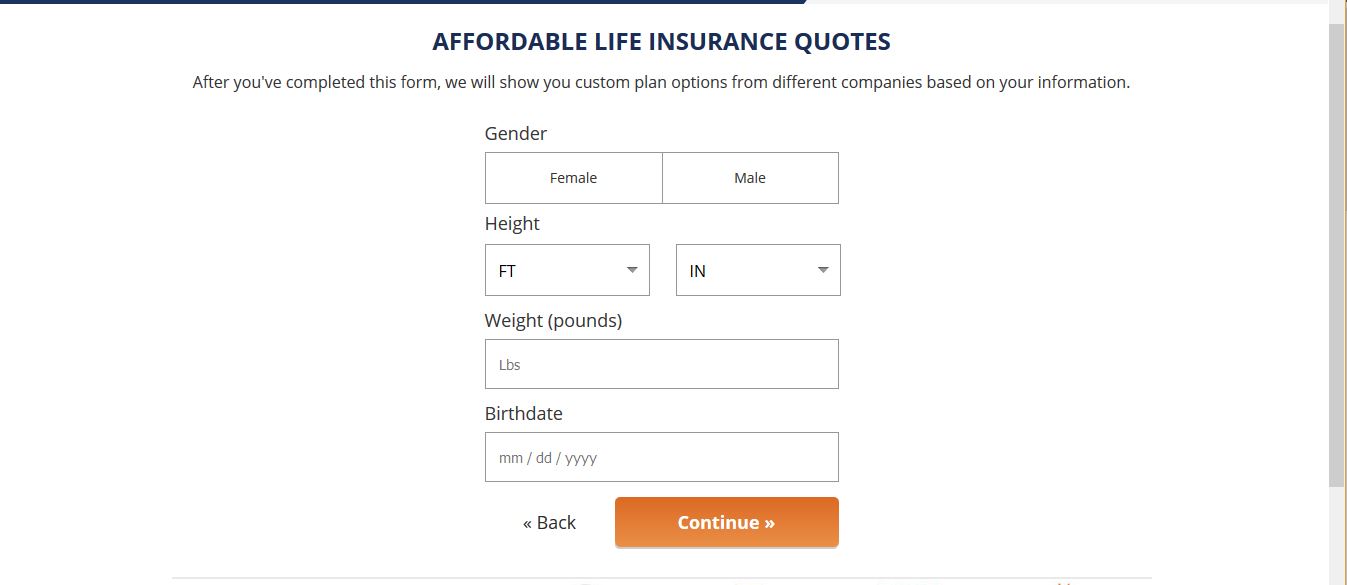 AFFORDABLE LIFE INSURANCE QUOTES
After you've completed this form, we will show you custom plan options from different companies based on your information.
Gender
Female Male
Height
FT IN
Weight (pounds)
Lbs
Birthdate
mm / dd / yyyy
« Back Continue »